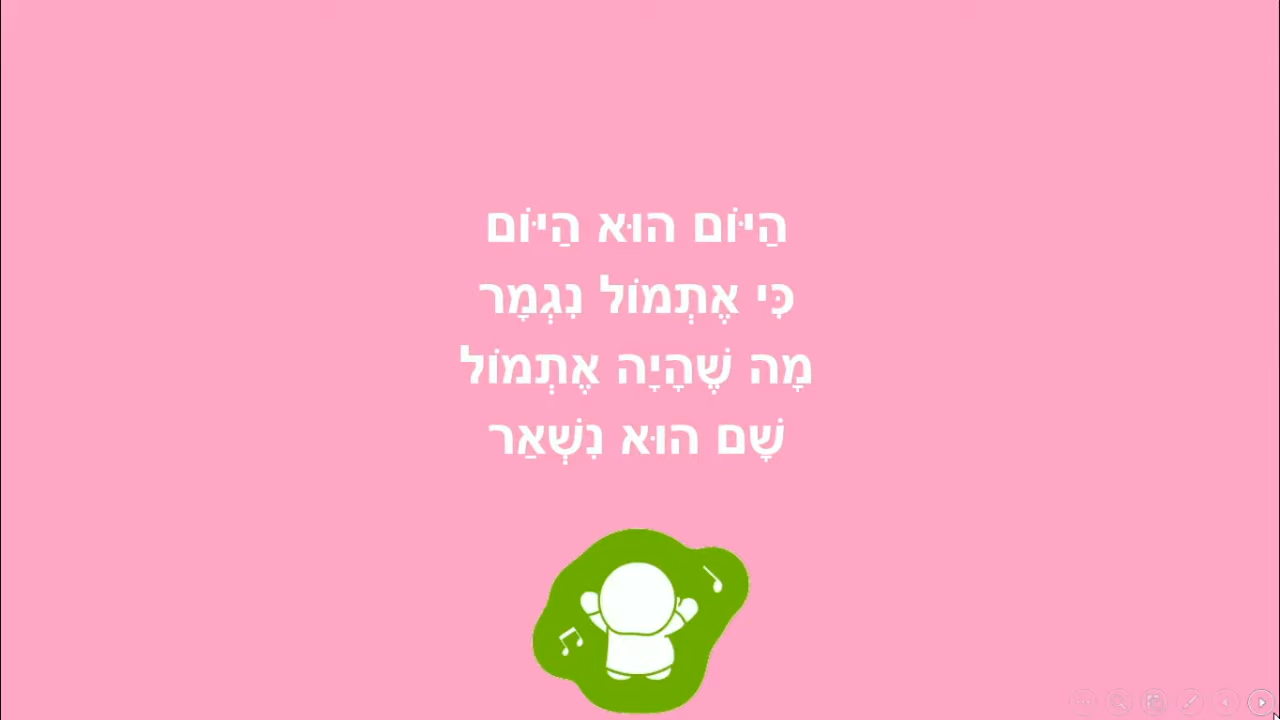 הַיּוֹם הוּא הַיּוֹם
כִּי אֶתְמוֹל נִגְמָר
מָה שֶׁהָיָה אֶתְמוֹל
שָׁם הוּא נִשְׁאַר